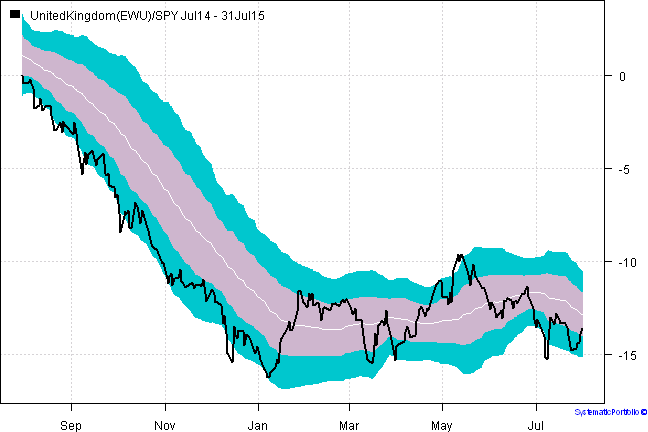 UnitedKingdom(EWU)/SPY Jul14 - 31Jul15
0
-5
-10
-15
Sep Nov Jan Mar May Jul
SystematicPortfolio ©